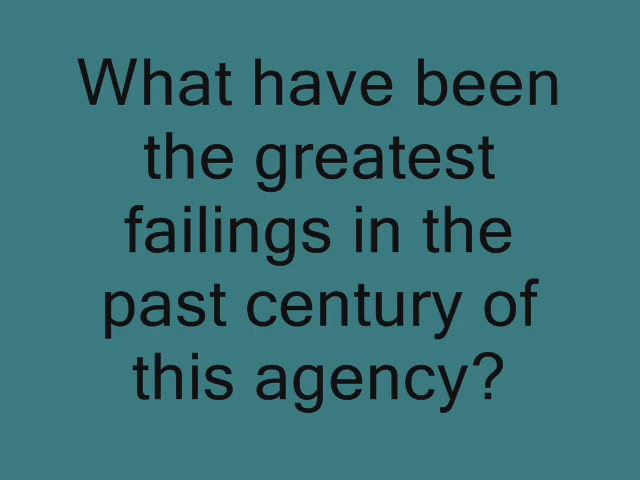 What have been
the greatest
failings in the
past century of
this agency?